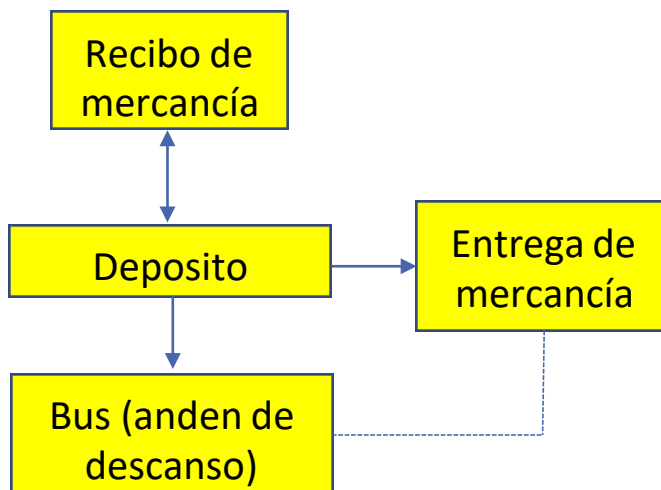 Recibo de
mercancía
Deposito
Entrega de
mercancía
Bus (anden de
descanso)